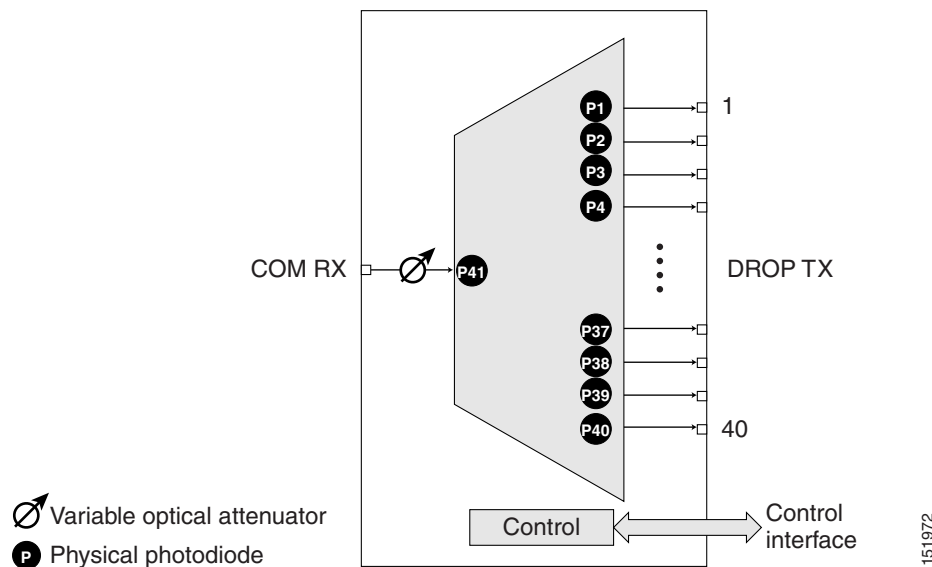 P1
1
P2
P3
P4
COM RX
P41
DROP TX
P37
P38
P39
P40
40
Variable optical attenuator
Control
Control
interface
P
Physical photodiode
151972